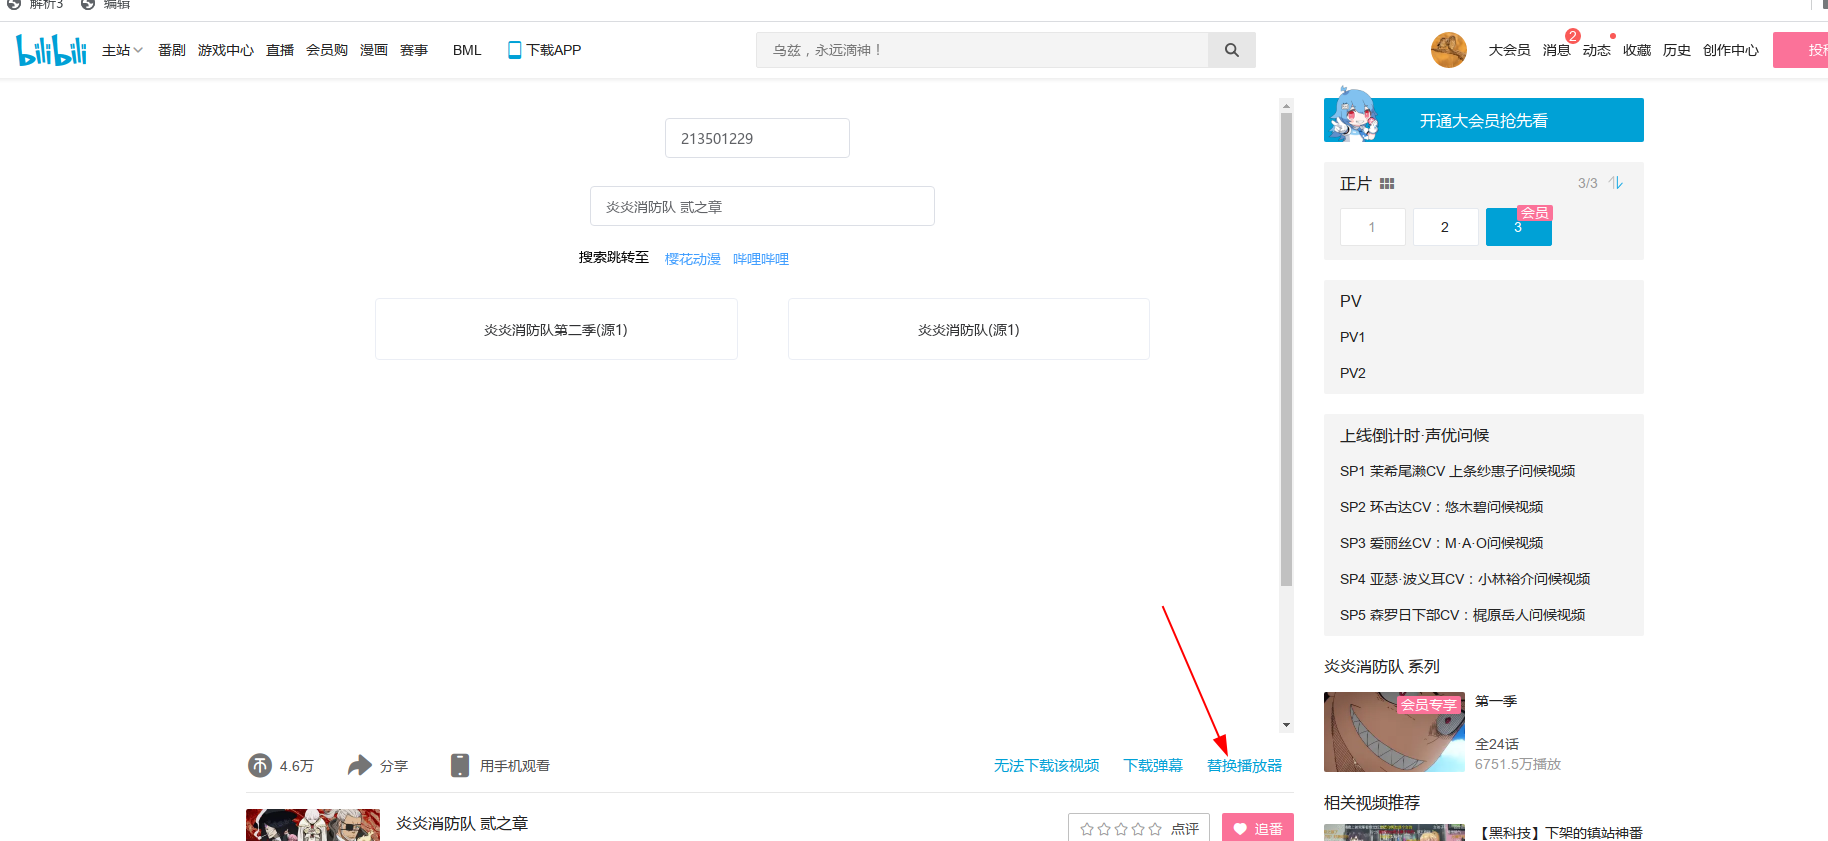 解析3 编辑
bilibili 主站 番剧 游戏中心 直播 会员购 漫画 赛事 BML 下载APP 乌兹，永远滴神！ 大会员 消息 2 动态 收藏 历史 创作中心
213501229
炎炎消防队 贰之章
搜索跳转至 樱花动漫 哔哩哔哩
炎炎消防队第二季(源1) 炎炎消防队(源1)
4.6万 分享 用手机观看 无法下载该视频 下载弹幕 替换播放器
炎炎消防队 贰之章 点评 追番
开通大会员抢先看
正片 3/3
会员
1 2 3
PV
PV1
PV2
上线倒计时·声优问候
SP1 茉希尾濑CV 上条纱惠子问候视频
SP2 环古达CV：悠木碧问候视频
SP3 爱丽丝CV：M·A·O问候视频
SP4 亚瑟·波义耳CV：小林裕介问候视频
SP5 森罗日下部CV：梶原岳人问候视频
炎炎消防队 系列
会员专享 第一季
全24话
6751.5万播放
相关视频推荐
【黑科技】下架的镇站神番